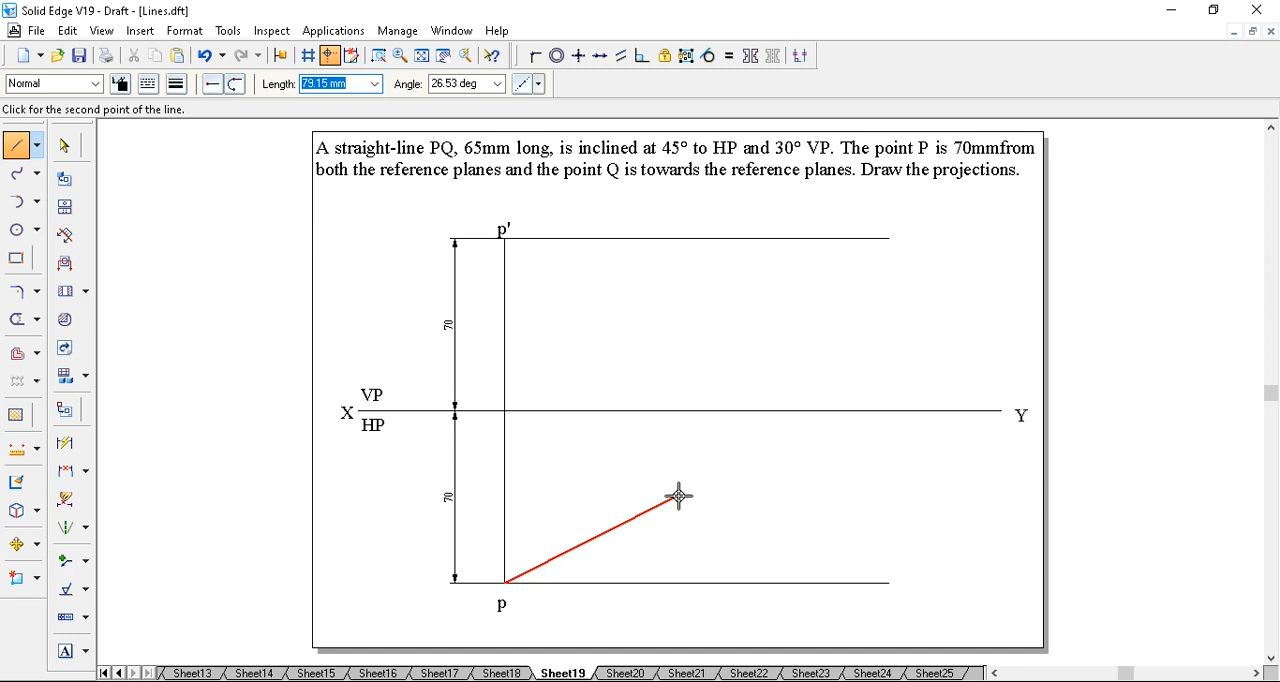 Solid Edge V19 - Draft - [Lines.dft]
File Edit View Insert Format Tools Inspect Applications Manage Window Help
Normal Length: 79.15 mm Angle: 26.53 deg
Click for the second point of the line.
A straight-line PQ, 65mm long, is inclined at 45° to HP and 30° VP. The point P is 70mmfrom
both the reference planes and the point Q is towards the reference planes. Draw the projections.
p'
70
VP
X Y
HP
70
p
Sheet13 Sheet14 Sheet15 Sheet16 Sheet17 Sheet18 Sheet19 Sheet20 Sheet21 Sheet22 Sheet23 Sheet24 Sheet25